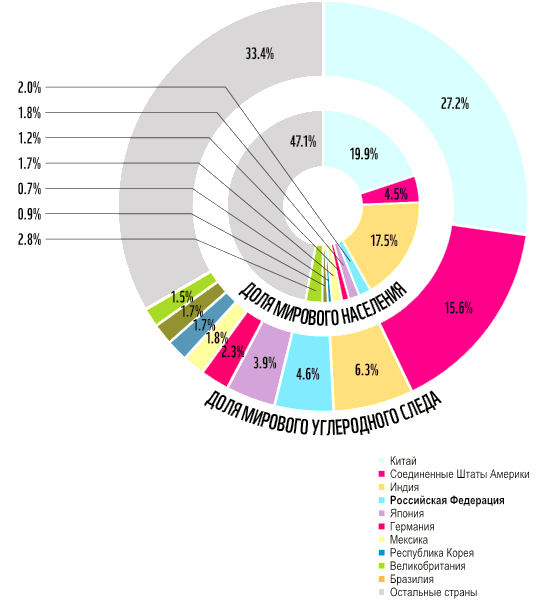 33.4%
27.2%
2.0%
1.8%
1.2%
1.7%
0.7%
0.9%
2.8%
47.1%
19.9%
4.5%
17.5%
ДОЛЯ МИРОВОГО НАСЕЛЕНИЯ
1.5%
1.7%
1.7%
1.8%
2.3%
3.9%
4.6%
6.3%
15.6%
ДОЛЯ МИРОВОГО УГЛЕРОДНОГО СЛЕДА
Китай
Соединенные Штаты Америки
Индия
Российская Федерация
Япония
Германия
Мексика
Республика Корея
Великобритания
Бразилия
Остальные страны